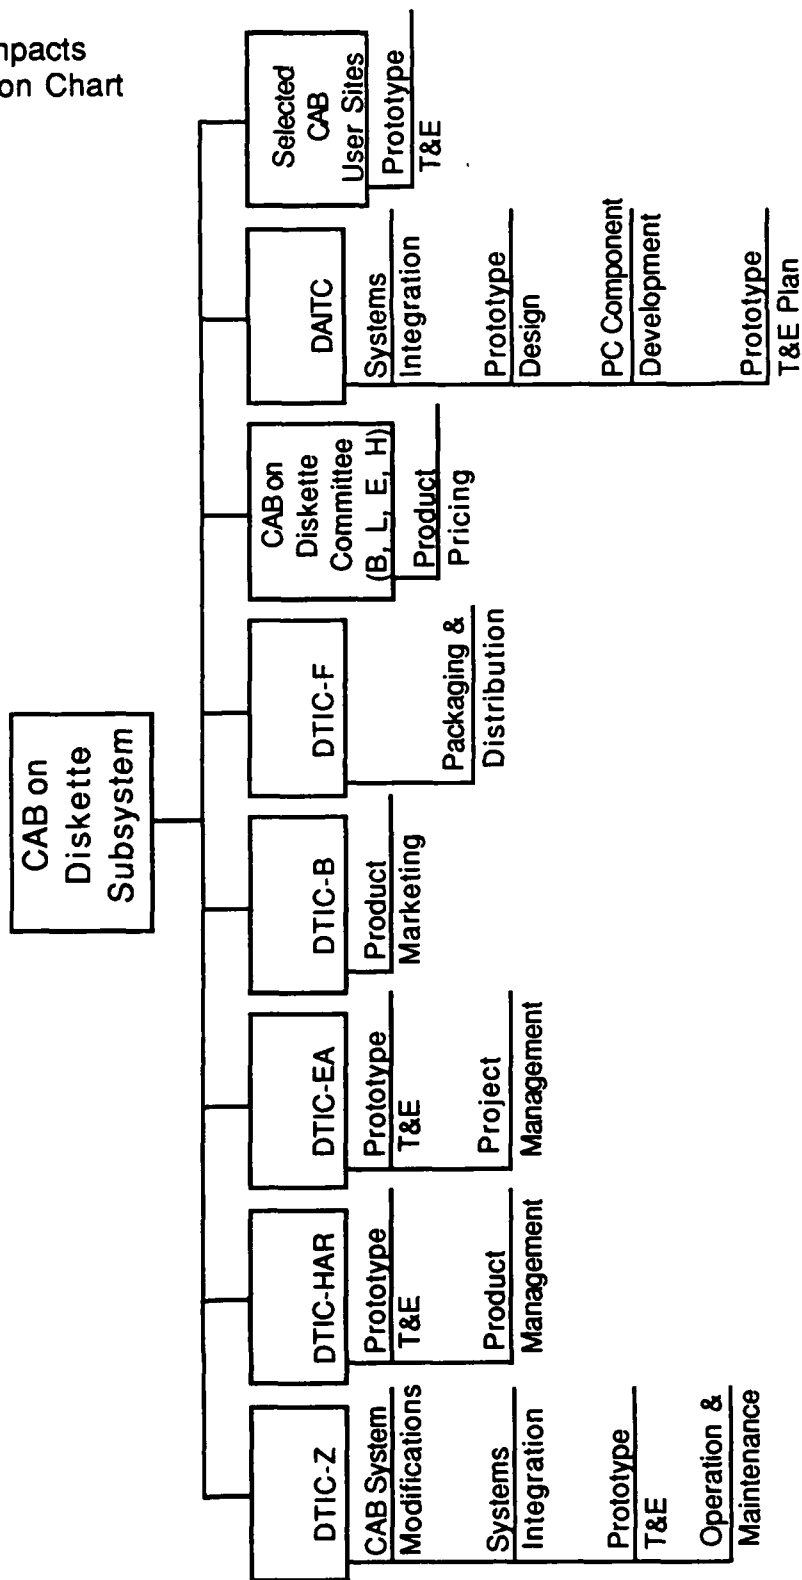 npacts
on Chart
CAB on
Diskette
Subsystem
DTIC-Z
CAB System
Modifications
Systems
Integration
Prototype
T&E
Operation &
Maintenance
DTIC-HAR
Prototype
T&E
Product
Management
DTIC-EA
Prototype
T&E
Project
Management
DTIC-B
Product
Marketing
DTIC-F
Packaging &
Distribution
CAB on
Diskette
Committee
(B, L, E, H)
Product
Pricing
DAITC
Systems
Integration
Prototype
Design
PC Component
Development
Prototype
T&E Plan
Selected
CAB
User Sites
Prototype
T&E